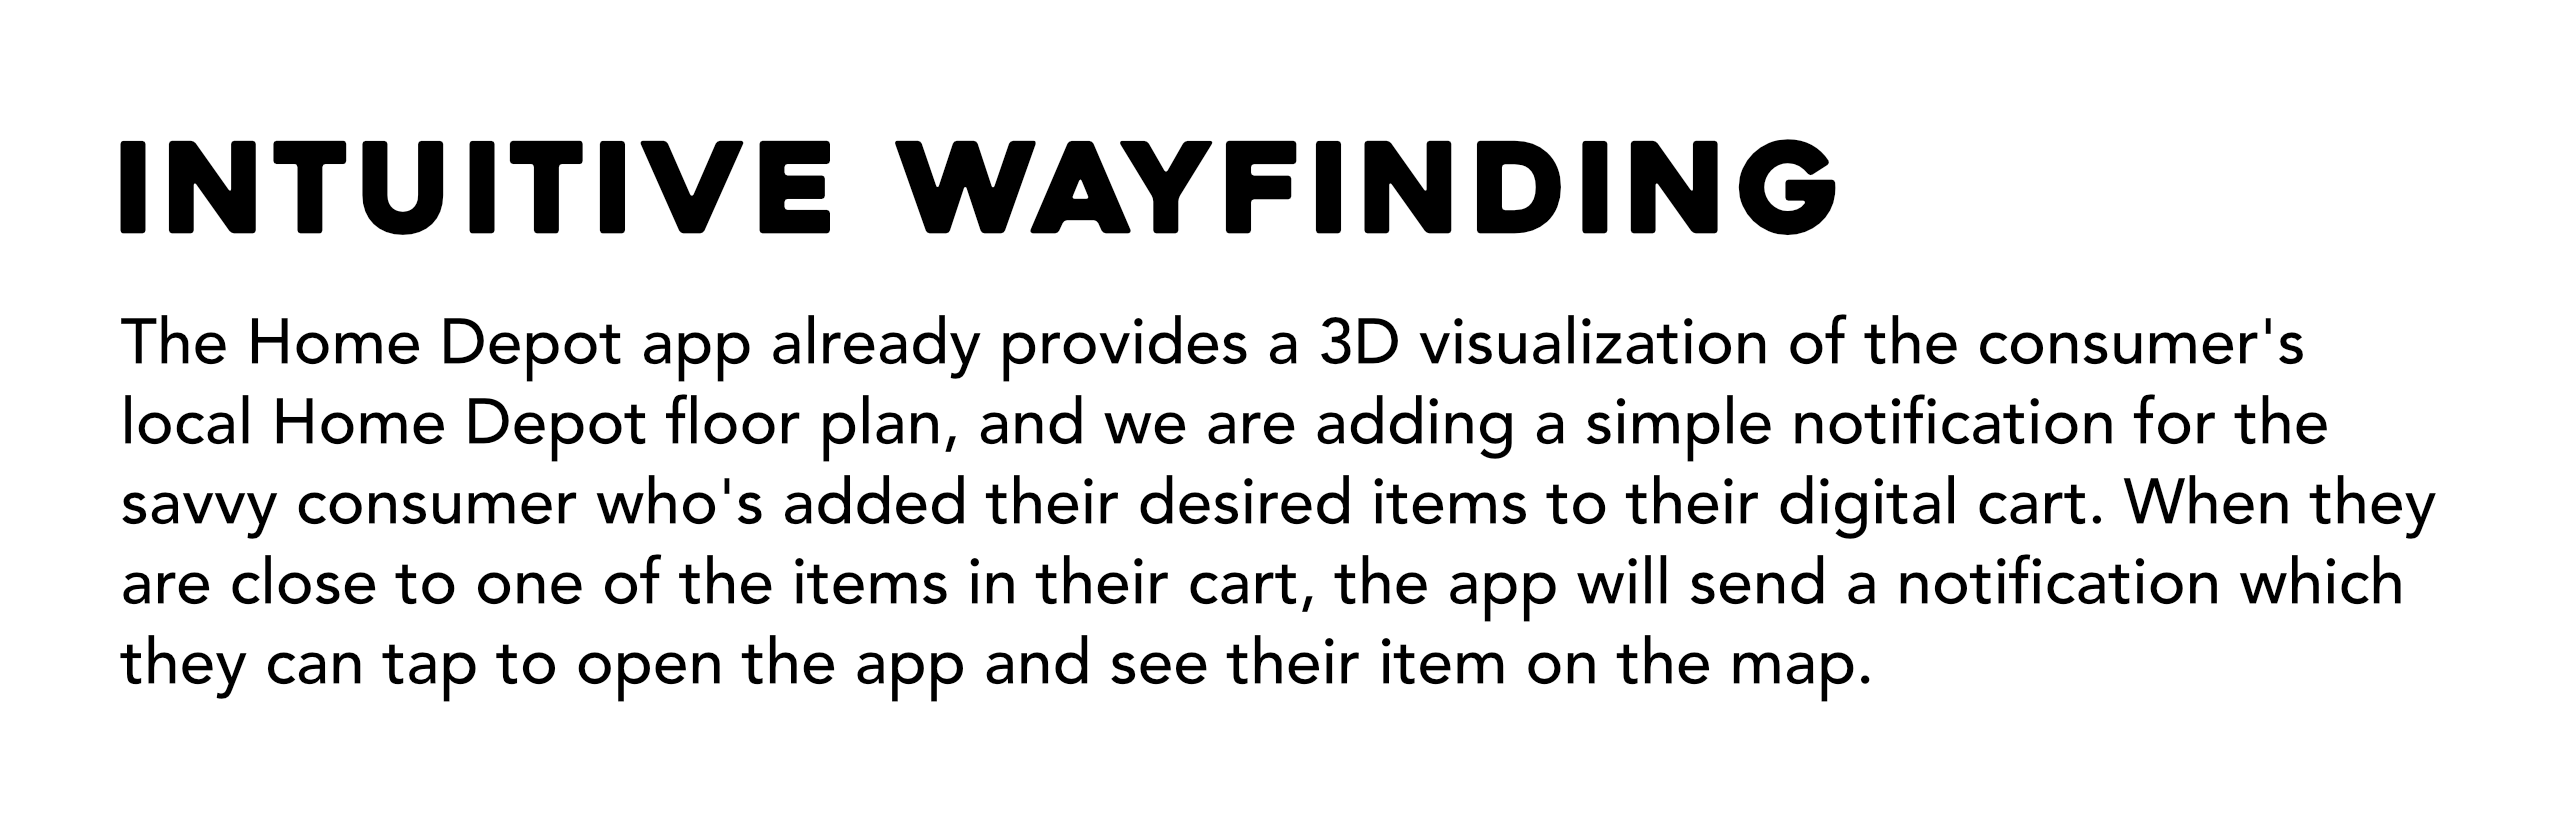 INTUITIVE WAYFINDING
The Home Depot app already provides a 3D visualization of the consumer's
local Home Depot floor plan, and we are adding a simple notification for the
savvy consumer who's added their desired items to their digital cart. When they
are close to one of the items in their cart, the app will send a notification which
they can tap to open the app and see their item on the map.